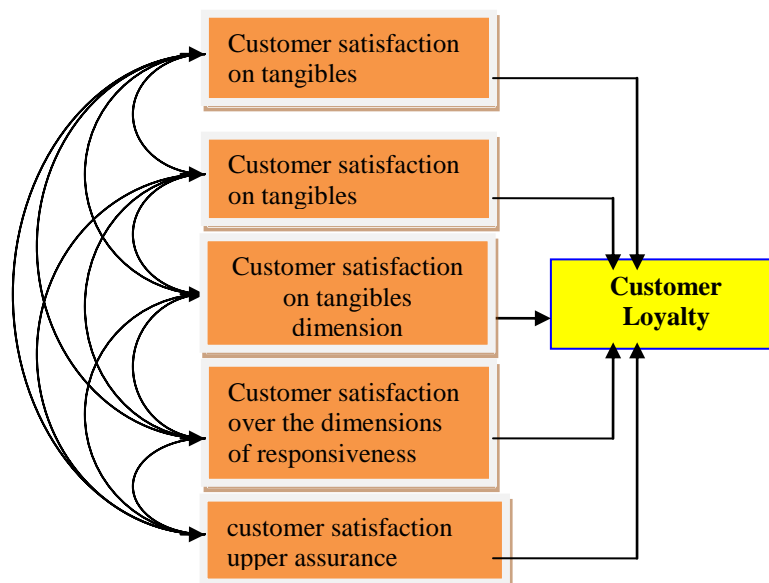 Customer satisfaction
on tangibles
Customer satisfaction
on tangibles
Customer satisfaction
on tangibles
dimension
Customer satisfaction
over the dimensions
of responsiveness
customer satisfaction
upper assurance
Customer
Loyalty